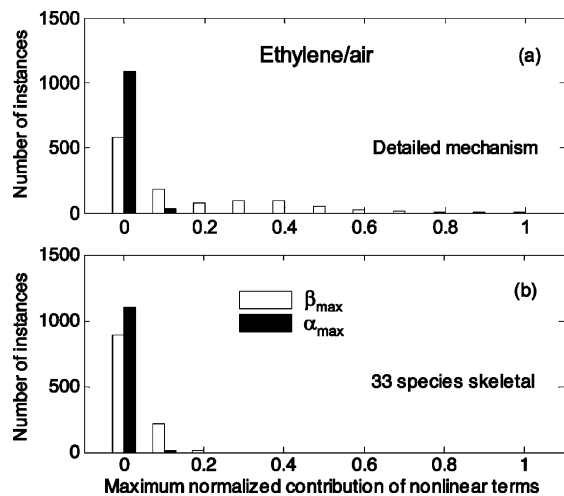 1500
(a)
Ethylene/air
1000
Number of instances
500
Detailed mechanism
0
0 0.2 0.4 0.6 0.8 1
1500
(b)
βmax
1000
αmax
Number of instances
500
33 species skeletal
0
0 0.2 0.4 0.6 0.8 1
Maximum normalized contribution of nonlinear terms